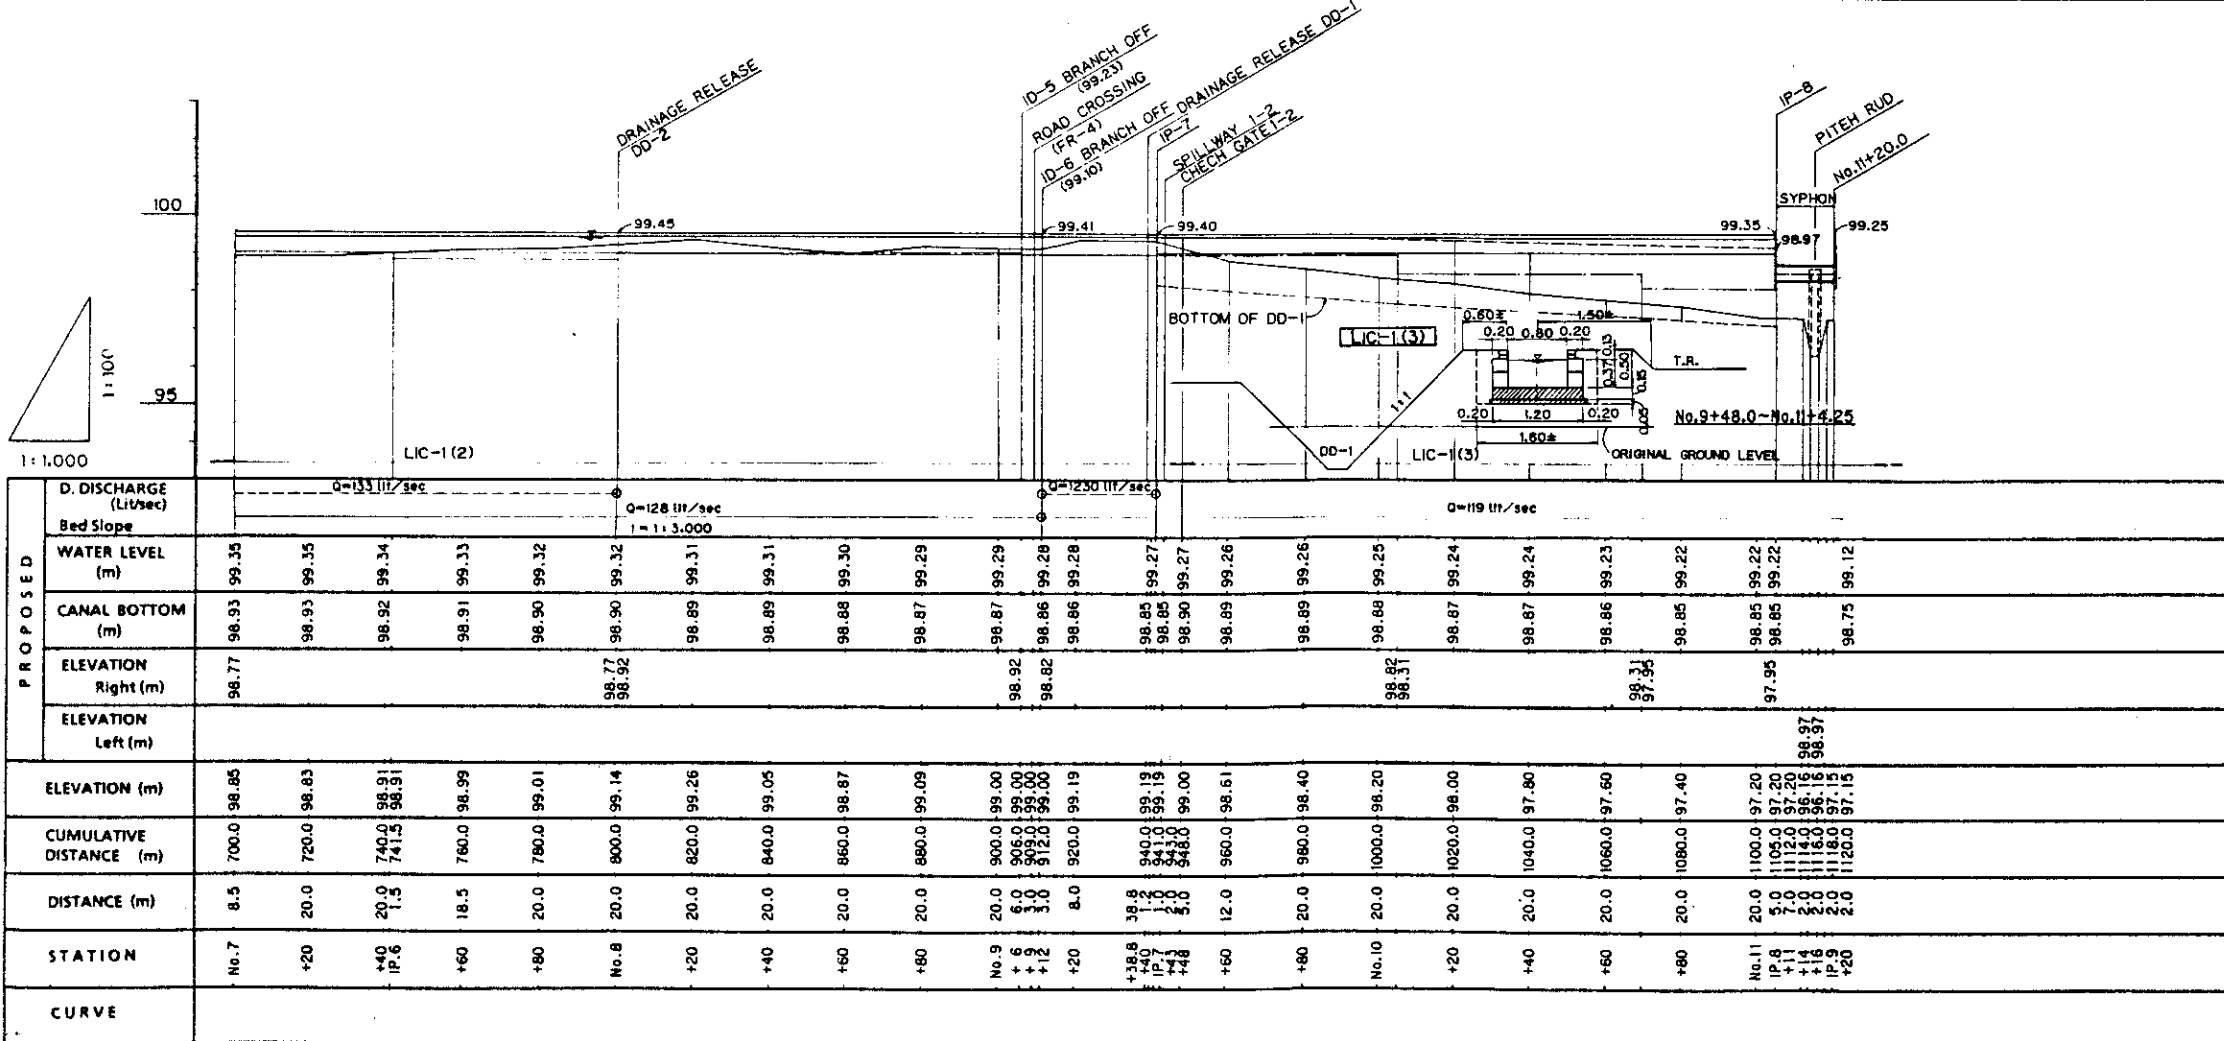 DRAINAGE RELEASE
DD-2
ID-5 BRANCH OFF
(99.23)
ROAD CROSSING
(FR-4)
ID-6 BRANCH OFF
(99.10)
DRAINAGE RELEASE DD-1
IP-7
SPILLWAY 1-2
CHECH GATE 1-2
IP-8
PITEH RUD
No.11+20.0
SYPHON
100
99.45
99.41
99.40
99.35
98.97
99.25
95
1:100
1:1.000
BOTTOM OF DD-1
LIC-1(3)
0.60±
1.50±
0.20 0.80 0.20
0.37 0.13
0.50
0.15
0.05
T.R.
1:1
0.20 1.20 0.20
1.60±
No.9+48.0~No.11+4.25
DD-1
ORIGINAL GROUND LEVEL
LIC-1(2)
LIC-1(3)
PROPOSED
D. DISCHARGE
(Lit/sec)
Q=133 lit/sec
Q=128 lit/sec
Q=1230 lit/sec
Q=119 lit/sec
Bed Slope
I=1:3.000
WATER LEVEL
(m)
99.35 99.35 99.34 99.33 99.32 99.32 99.31 99.31 99.30 99.29 99.29 99.28 99.28 99.27 99.27 99.26 99.26 99.25 99.24 99.24 99.23 99.22 99.22 99.22 99.12
CANAL BOTTOM
(m)
98.93 98.93 98.92 98.91 98.90 98.90 98.89 98.89 98.88 98.87 98.87 98.86 98.86 98.85 98.85 98.90 98.89 98.89 98.88 98.87 98.87 98.86 98.85 98.85 98.85 98.75
ELEVATION
Right (m)
98.77 98.77 98.92 98.92 98.82 98.82 98.31 98.31 97.95 97.95
ELEVATION
Left (m)
98.97 98.97
ELEVATION (m)
98.85 98.83 98.91 98.91 98.99 99.01 99.14 99.26 99.05 98.87 99.09 99.00 99.00 99.00 99.00 99.19 99.19 99.19 99.00 98.61 98.40 98.20 98.00 97.80 97.60 97.40 97.20 97.20 97.20 96.16 96.16 97.15 97.15
CUMULATIVE
DISTANCE (m)
700.0 720.0 740.0 741.5 760.0 780.0 800.0 820.0 840.0 860.0 880.0 900.0 906.0 909.0 912.0 920.0 940.0 941.0 943.0 948.0 960.0 980.0 1000.0 1020.0 1040.0 1060.0 1080.0 1100.0 1105.0 1112.0 1114.0 1116.0 1118.0 1120.0
DISTANCE (m)
8.5 20.0 20.0 1.5 18.5 20.0 20.0 20.0 20.0 20.0 20.0 20.0 6.0 3.0 3.0 8.0 38.8 1.2 1.0 2.0 5.0 12.0 20.0 20.0 20.0 20.0 20.0 20.0 20.0 5.0 7.0 2.0 2.0 2.0 2.0
STATION
No.7 +20 +40 IP.6 +60 +80 No.8 +20 +40 +60 +80 No.9 +6 +9 +12 +20 +38.8 +40 IP.7 +43 +48 +60 +80 No.10 +20 +40 +60 +80 No.11 IP.8 +11 +14 +16 IP.9 +20
CURVE